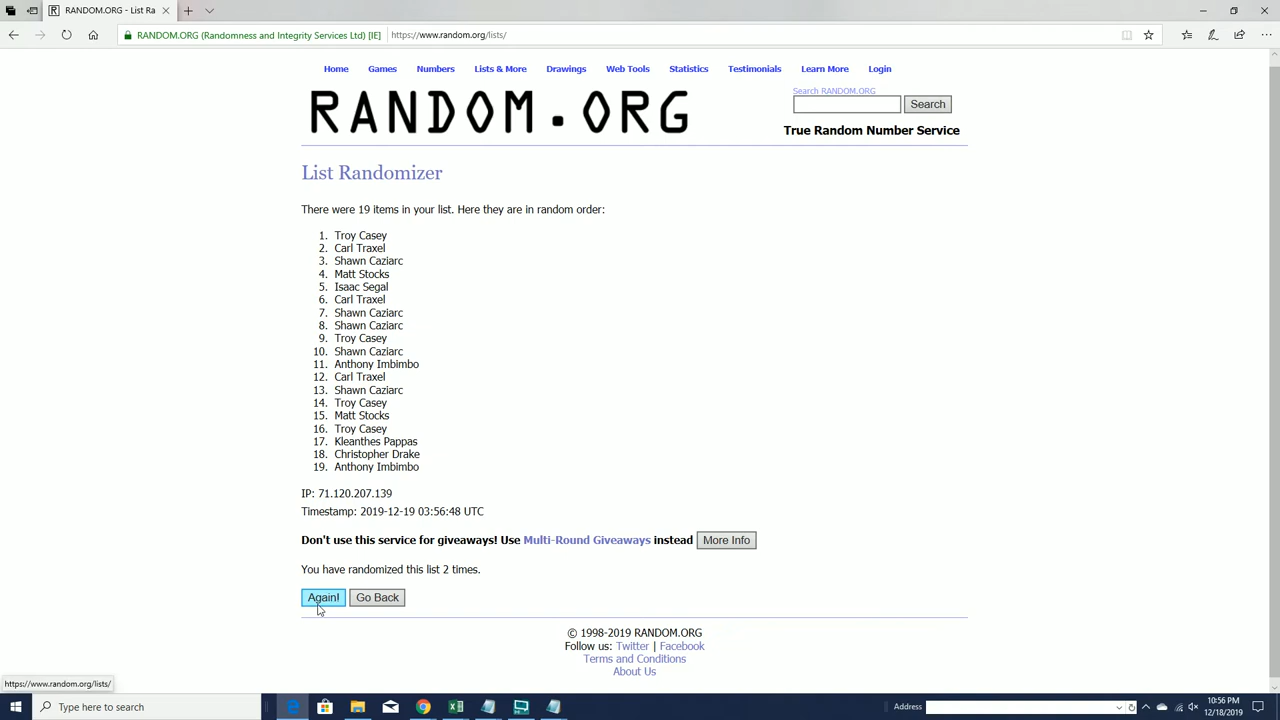 RANDOM.ORG - List Ra
RANDOM.ORG (Randomness and Integrity Services Ltd) [IE]
https://www.random.org/lists/
Home Games Numbers Lists & More Drawings Web Tools Statistics Testimonials Learn More Login
RANDOM.ORG
Search RANDOM.ORG
Search
True Random Number Service
List Randomizer
There were 19 items in your list. Here they are in random order:
1. Troy Casey
2. Carl Traxel
3. Shawn Caziarc
4. Matt Stocks
5. Isaac Segal
6. Carl Traxel
7. Shawn Caziarc
8. Shawn Caziarc
9. Troy Casey
10. Shawn Caziarc
11. Anthony Imbimbo
12. Carl Traxel
13. Shawn Caziarc
14. Troy Casey
15. Matt Stocks
16. Troy Casey
17. Kleanthes Pappas
18. Christopher Drake
19. Anthony Imbimbo
IP: 71.120.207.139
Timestamp: 2019-12-19 03:56:48 UTC
Don't use this service for giveaways! Use Multi-Round Giveaways instead More Info
You have randomized this list 2 times.
Again! Go Back
© 1998-2019 RANDOM.ORG
Follow us: Twitter | Facebook
Terms and Conditions
About Us
https://www.random.org/lists/
Type here to search
Address
10:56 PM
12/18/2019